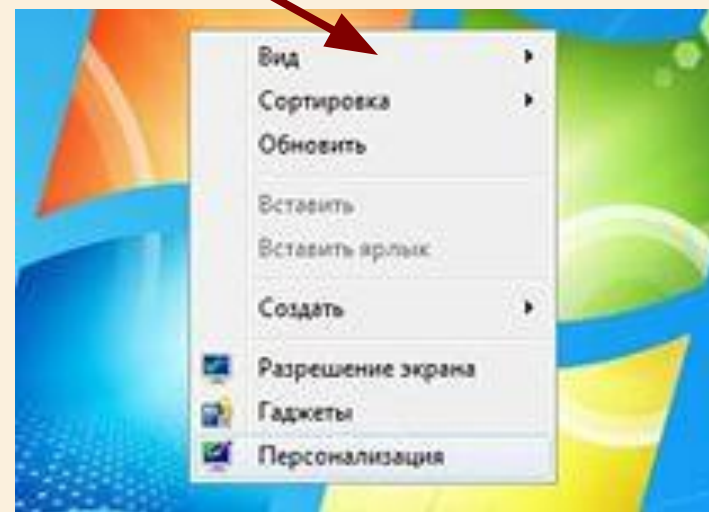 Вид
Сортировка
Обновить
Вставить
Вставить ярлык
Создать
Разрешение экрана
Гаджеты
Персонализация